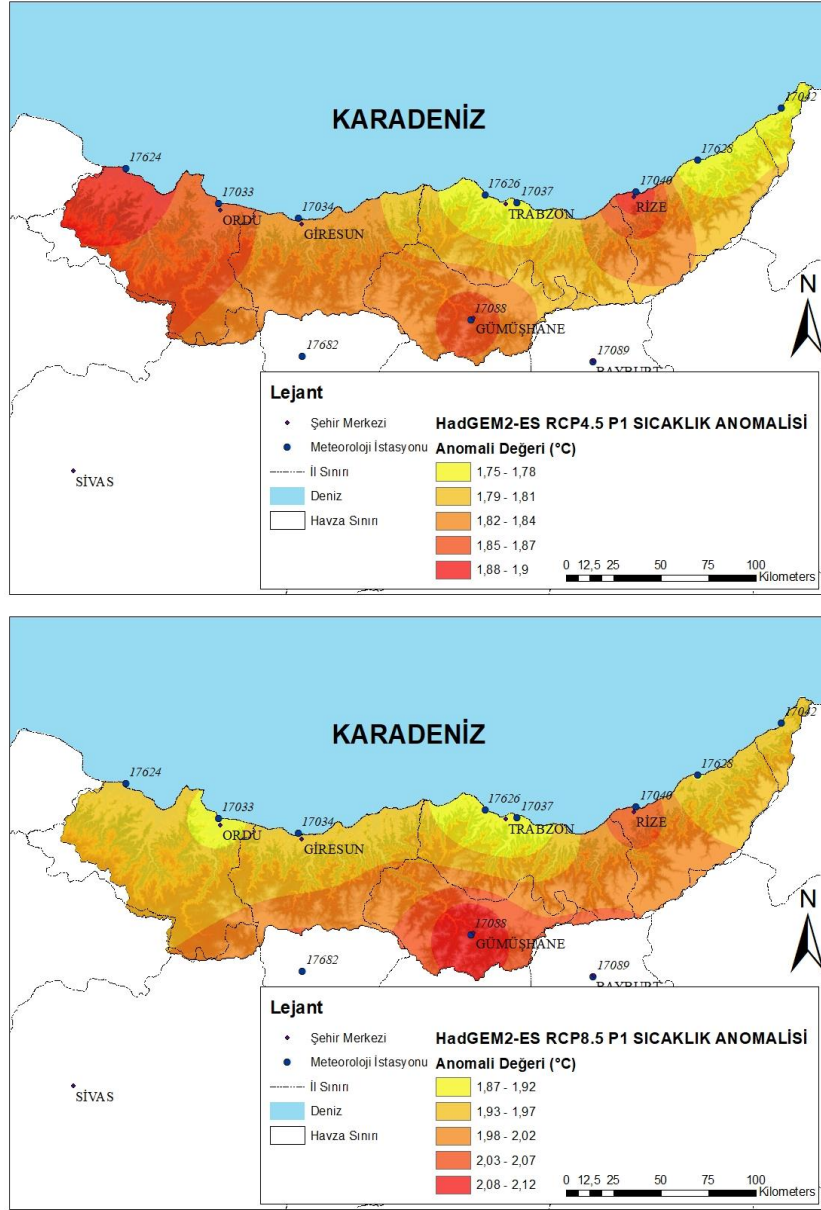 KARADENİZ
17042
17624
17628
17033
17626
17037
17040
17034
ORDU
TRABZON
RİZE
GİRESUN
17088
GÜMÜŞHANE
N
17682
17089
BAYBURT
SİVAS
Lejant
Şehir Merkezi
Meteoroloji İstasyonu
İl Sınırı
Deniz
Havza Sınırı
HadGEM2-ES RCP4.5 P1 SICAKLIK ANOMALİSİ
Anomali Değeri (°C)
1,75 - 1,78
1,79 - 1,81
1,82 - 1,84
1,85 - 1,87
1,88 - 1,9
0 12,5 25 50 75 100
Kilometers
KARADENİZ
17042
17624
17628
17033
17626
17037
17040
17034
ORDU
TRABZON
RİZE
GİRESUN
17088
GÜMÜŞHANE
N
17682
17089
BAYBURT
SİVAS
Lejant
Şehir Merkezi
Meteoroloji İstasyonu
İl Sınırı
Deniz
Havza Sınırı
HadGEM2-ES RCP8.5 P1 SICAKLIK ANOMALİSİ
Anomali Değeri (°C)
1,87 - 1,92
1,93 - 1,97
1,98 - 2,02
2,03 - 2,07
2,08 - 2,12
0 12,5 25 50 75 100
Kilometers